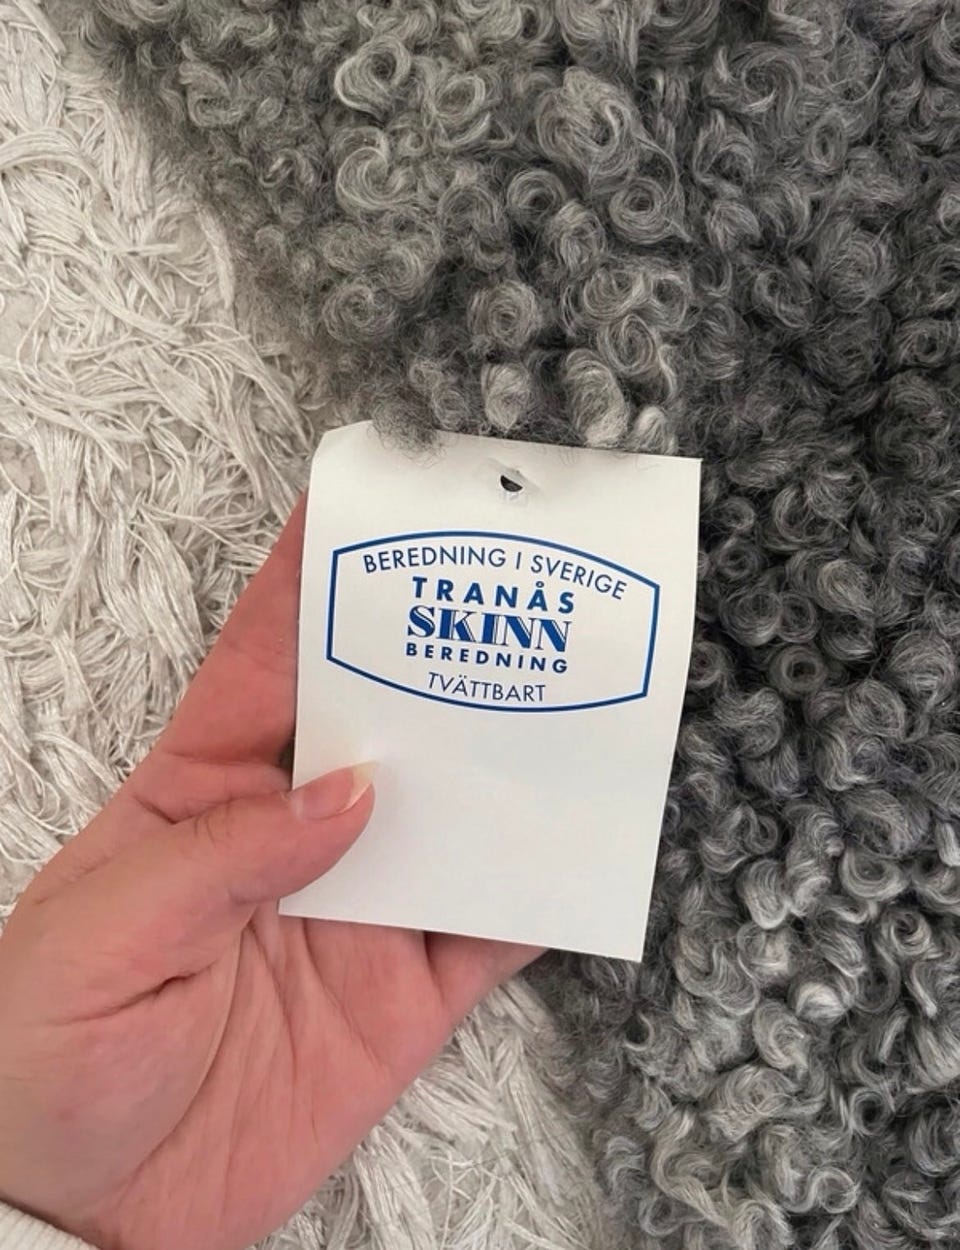 BEREDNING I SVERIGE
TRANÅS
SKINN
BEREDNING
TVÄTTBART